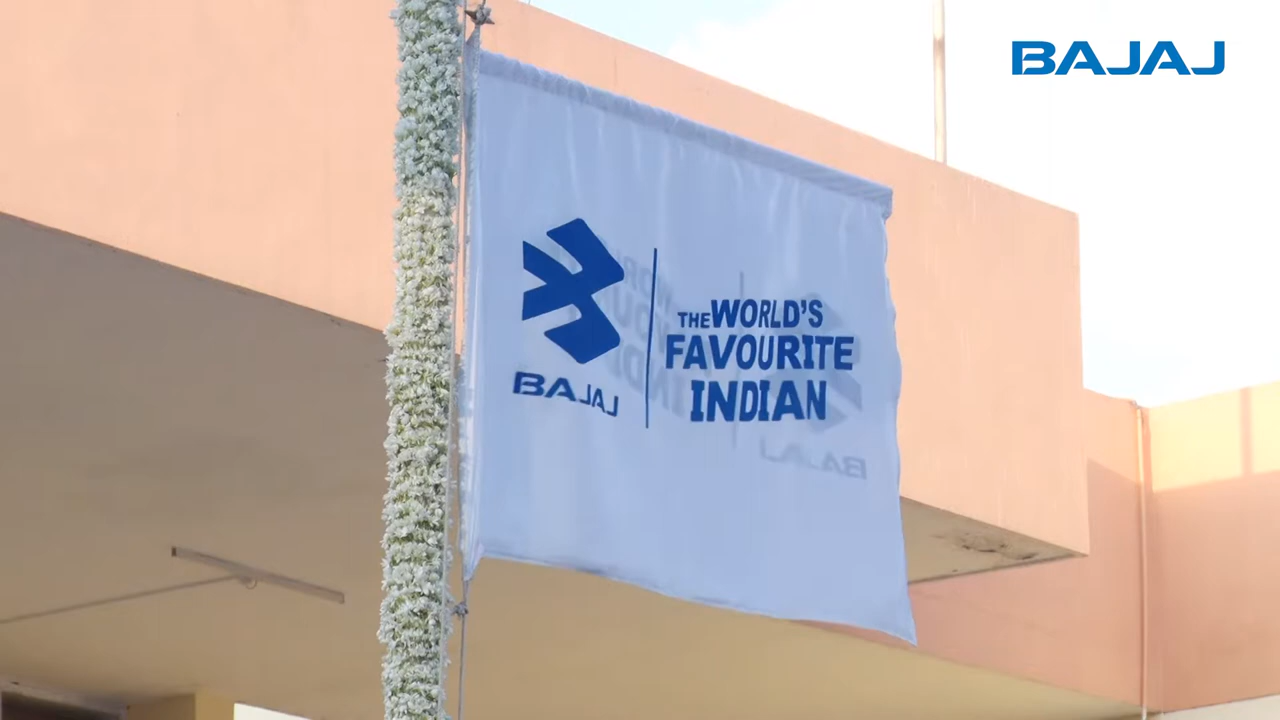 BAJAJ
THE WORLD'S
FAVOURITE
INDIAN
BAJAJ